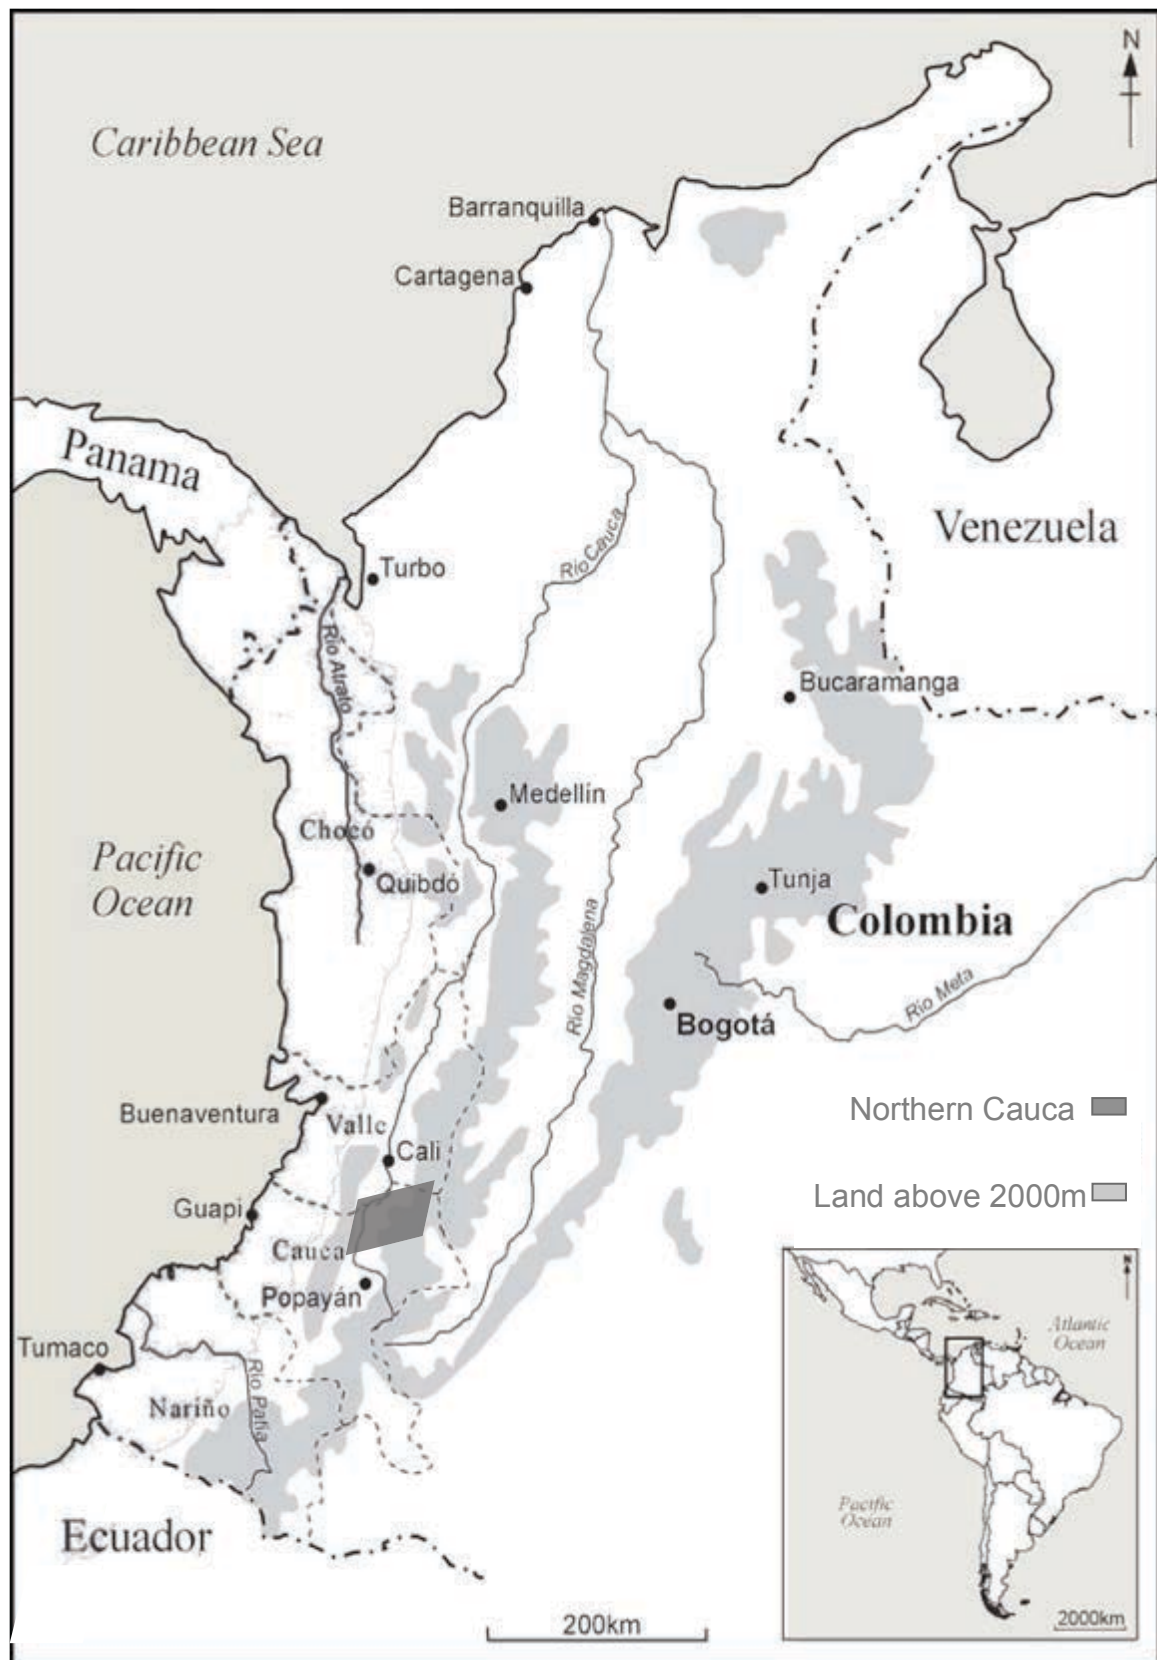 N
Caribbean Sea
Barranquilla
Cartagena
Panama
Venezuela
Río Cauca
Turbo
Río Atrato
Bucaramanga
Medellín
Chocó
Pacific
Ocean
Quibdó
Tunja
Colombia
Río Magdalena
Río Meta
Bogotá
Buenaventura
Valle
Northern Cauca
Cali
Land above 2000m
Guapi
Cauca
Popayán
N
Atlantic
Ocean
Tumaco
Río Patía
Nariño
Pacific
Ocean
Ecuador
200km
2000km